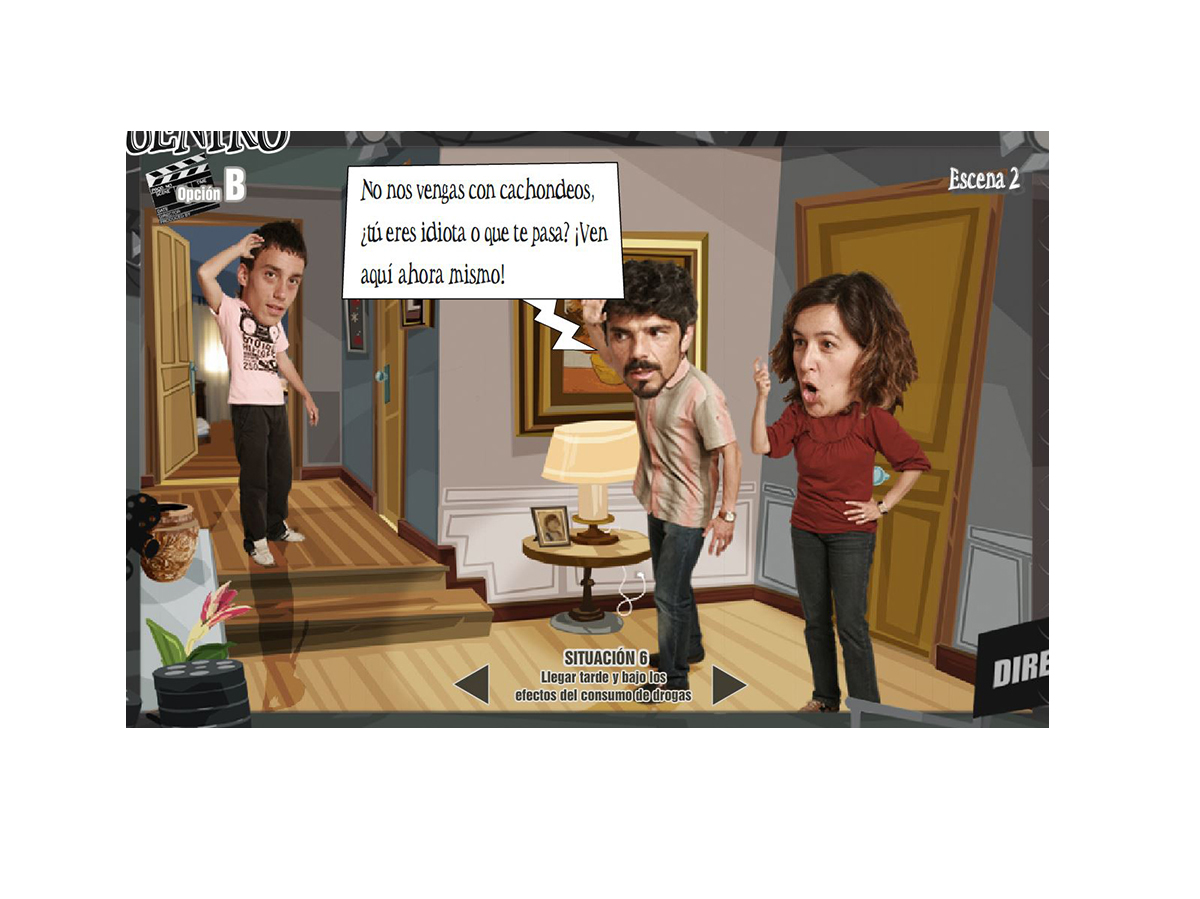 Opción B
Escena 2
No nos vengas con cachondeos,
¿tú eres idiota o que te pasa? ¡Ven
aquí ahora mismo!
SITUACIÓN 6
Llegar tarde y bajo los
efectos del consumo de drogas
DIRE